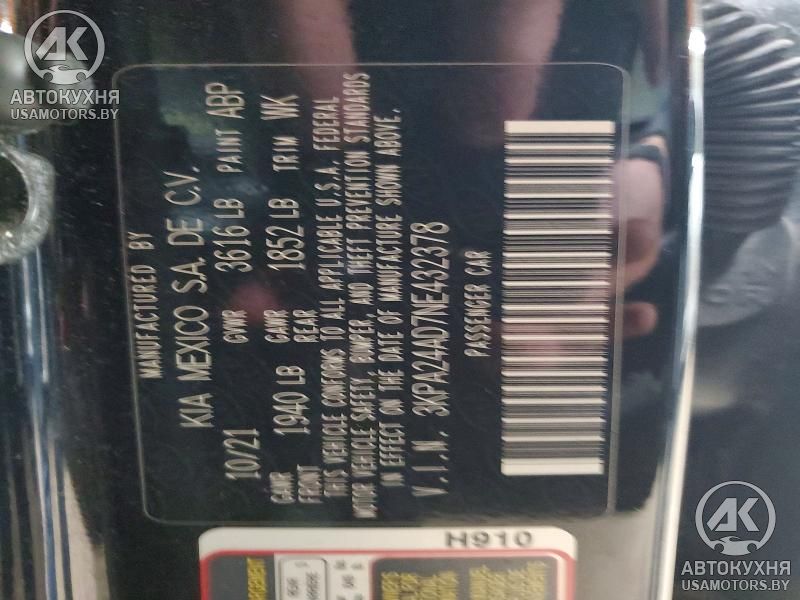 MANUFACTURED BY
KIA MEXICO S.A. DE C.V.
10/21 GVWR 3616 LB PAINT ABP
GAWR FRONT 1940 LB GAWR REAR 1852 LB TRIM WK
THIS VEHICLE CONFORMS TO ALL APPLICABLE U.S.A. FEDERAL
MOTOR VEHICLE SAFETY, BUMPER, AND THEFT PREVENTION STANDARDS
IN EFFECT ON THE DATE OF MANUFACTURE SHOWN ABOVE.
V.I.N. 3KPA24AD7NE432378
PASSENGER CAR
H910
АК
АВТОКУХНЯ
USAMOTORS.BY
АК
АВТОКУХНЯ
USAMOTORS.BY